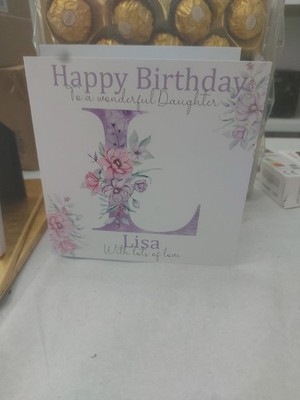 Happy Birthday
To a wonderful Daughter
L
Lisa
With lots of love